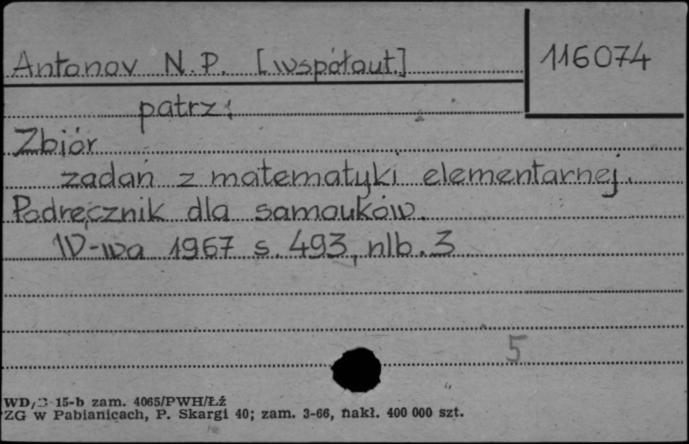 Antonov N.P. [współaut.] 116074
patrz:
Zbiór
zadań z matematyki elementarnej.
Podręcznik dla samouków.
W-wa 1967 s. 493, nlb. 3
5
WD, 15-b zam. 4065/PWH/Łź
ZG w Pabianicach, P. Skargi 40; zam. 3-66, nakł. 400 000 szt.